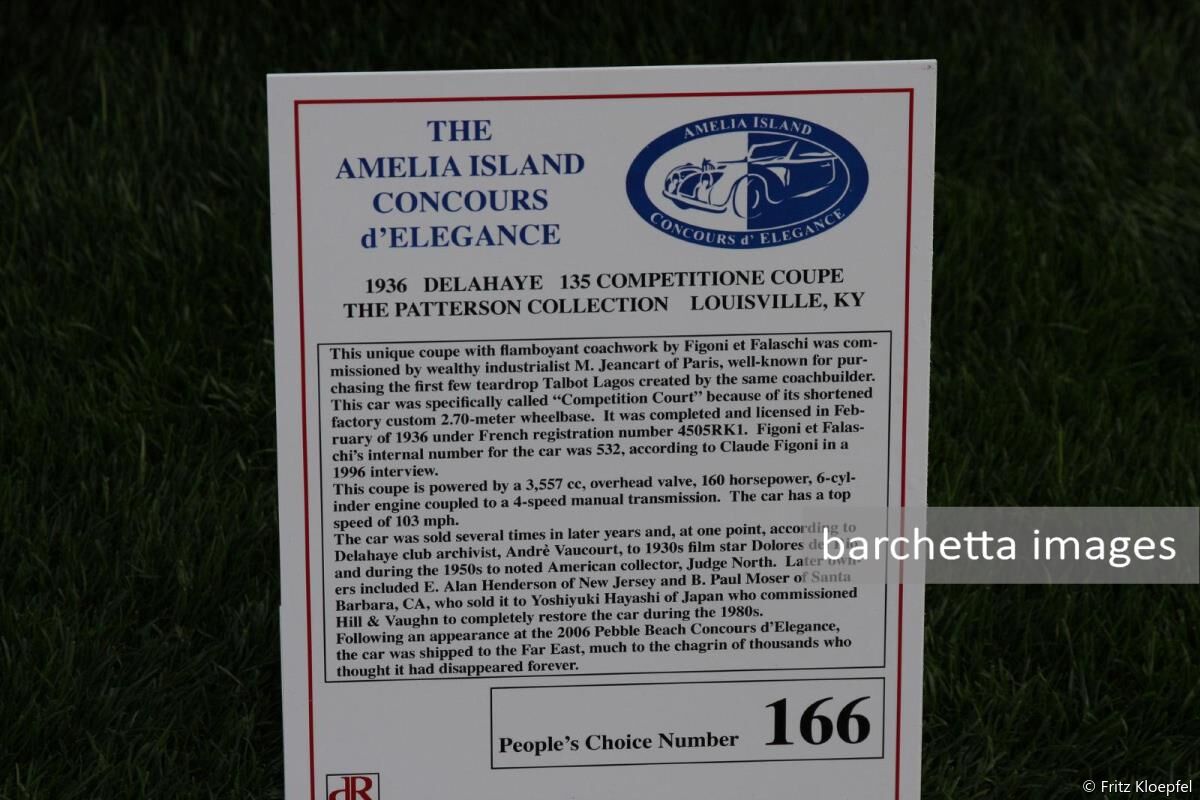 THE
AMELIA ISLAND
CONCOURS
d'ELEGANCE
AMELIA ISLAND
CONCOURS d' ELEGANCE
1936 DELAHAYE 135 COMPETITIONE COUPE
THE PATTERSON COLLECTION LOUISVILLE, KY
This unique coupe with flamboyant coachwork by Figoni et Falaschi was com-
missioned by wealthy industrialist M. Jeancart of Paris, well-known for pur-
chasing the first few teardrop Talbot Lagos created by the same coachbuilder.
This car was specifically called “Competition Court” because of its shortened
factory custom 2.70-meter wheelbase. It was completed and licensed in Feb-
ruary of 1936 under French registration number 4505RK1. Figoni et Falas-
chi's internal number for the car was 532, according to Claude Figoni in a
1996 interview.
This coupe is powered by a 3,557 cc, overhead valve, 160 horsepower, 6-cyl-
inder engine coupled to a 4-speed manual transmission. The car has a top
speed of 103 mph.
The car was sold several times in later years and, at one point, according to
Delahaye club archivist, Andrè Vaucourt, to 1930s film star Dolores
and during the 1950s to noted American collector, Judge North. Later own-
ers included E. Alan Henderson of New Jersey and B. Paul Moser of Santa
Barbara, CA, who sold it to Yoshiyuki Hayashi of Japan who commissioned
Hill & Vaughn to completely restore the car during the 1980s.
Following an appearance at the 2006 Pebble Beach Concours d'Elegance,
the car was shipped to the Far East, much to the chagrin of thousands who
thought it had disappeared forever.
People's Choice Number 166
barchetta images
© Fritz Kloepfel